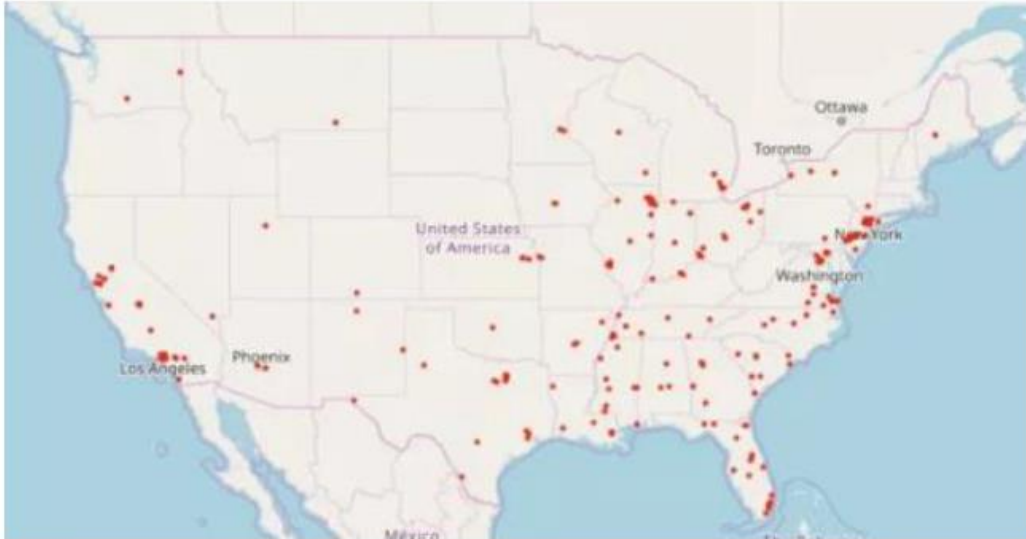 Ottawa
Toronto
United States
of America
New York
Washington
Phoenix
Los Angeles
México